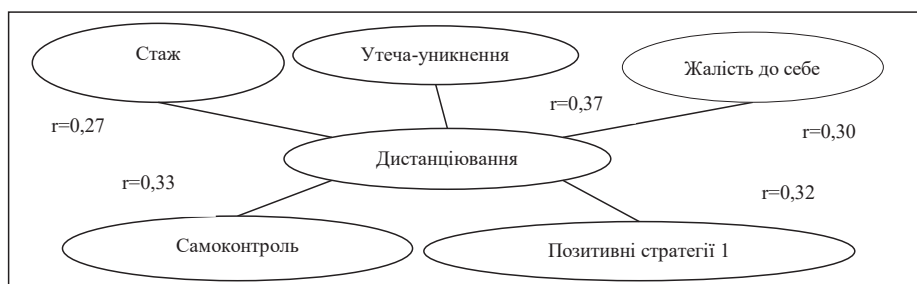 Стаж
Утеча-уникнення
Жалість до себе
r=0,37
r=0,27
r=0,30
Дистанціювання
r=0,33
r=0,32
Самоконтроль
Позитивні стратегії 1